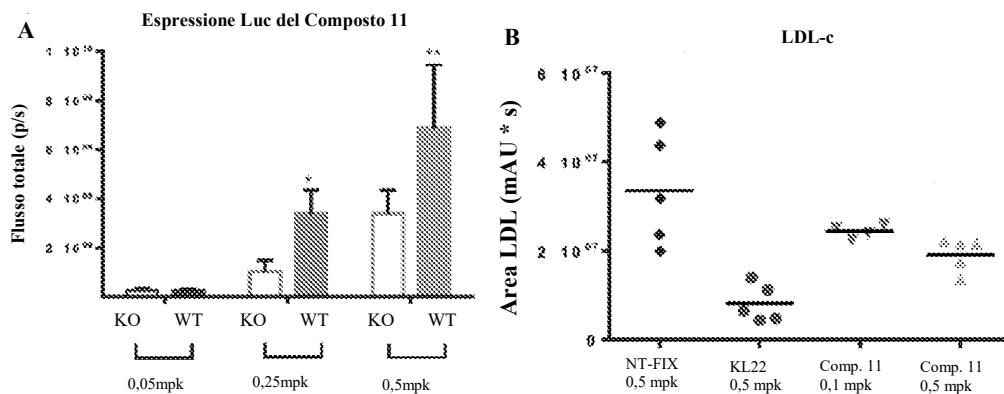 A
Espressione Luc del Composto 11
Flusso totale (p/s)
KO WT KO WT KO WT
0,05mpk 0,25mpk 0,5mpk
**
*
B
LDL-c
Area LDL (mAU * s)
0
NT-FIX KL22 Comp. 11 Comp. 11
0,5 mpk 0,5 mpk 0,1 mpk 0,5 mpk